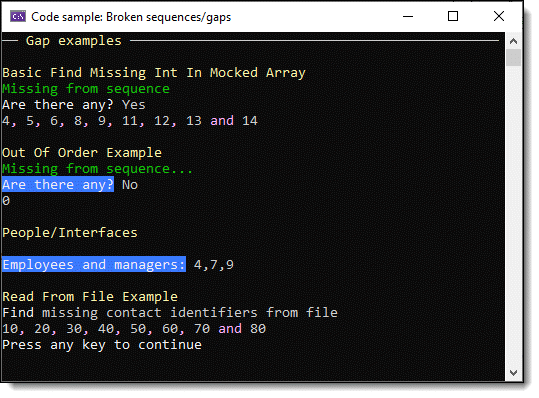 C:\ Code sample: Broken sequences/gaps
Gap examples
Basic Find Missing Int In Mocked Array
Missing from sequence
Are there any? Yes
4, 5, 6, 8, 9, 11, 12, 13 and 14
Out Of Order Example
Missing from sequence...
Are there any? No
0
People/Interfaces
Employees and managers: 4,7,9
Read From File Example
Find missing contact identifiers from file
10, 20, 30, 40, 50, 60, 70 and 80
Press any key to continue